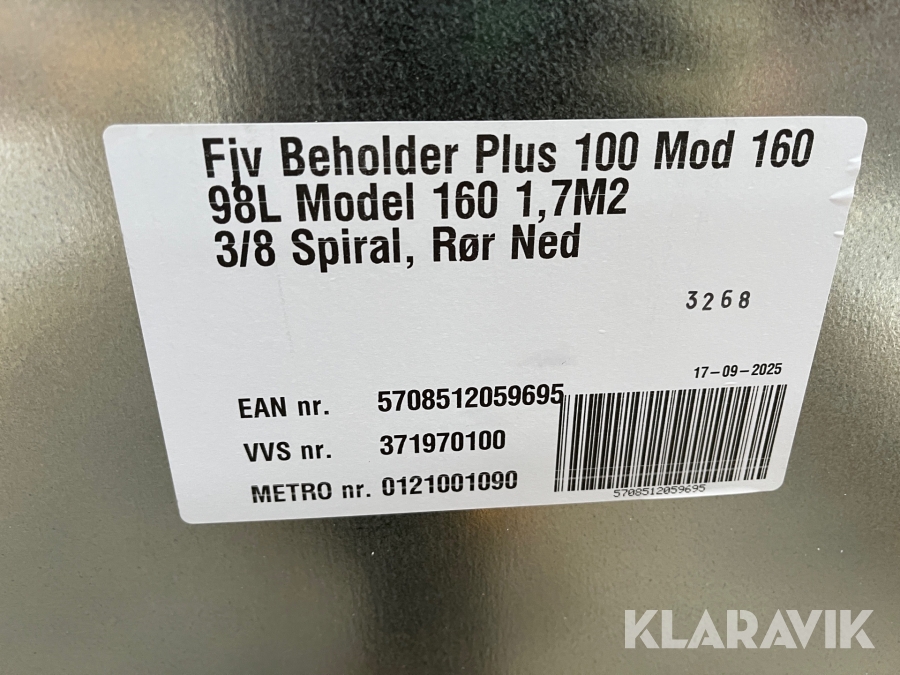 Fjv Beholder Plus 100 Mod 160
98L Model 160 1,7M2
3/8 Spiral, Rør Ned
3268
17-09-2025
EAN nr. 5708512059695
VVS nr. 371970100
METRO nr. 0121001090
5708512059695
KLARAVIK